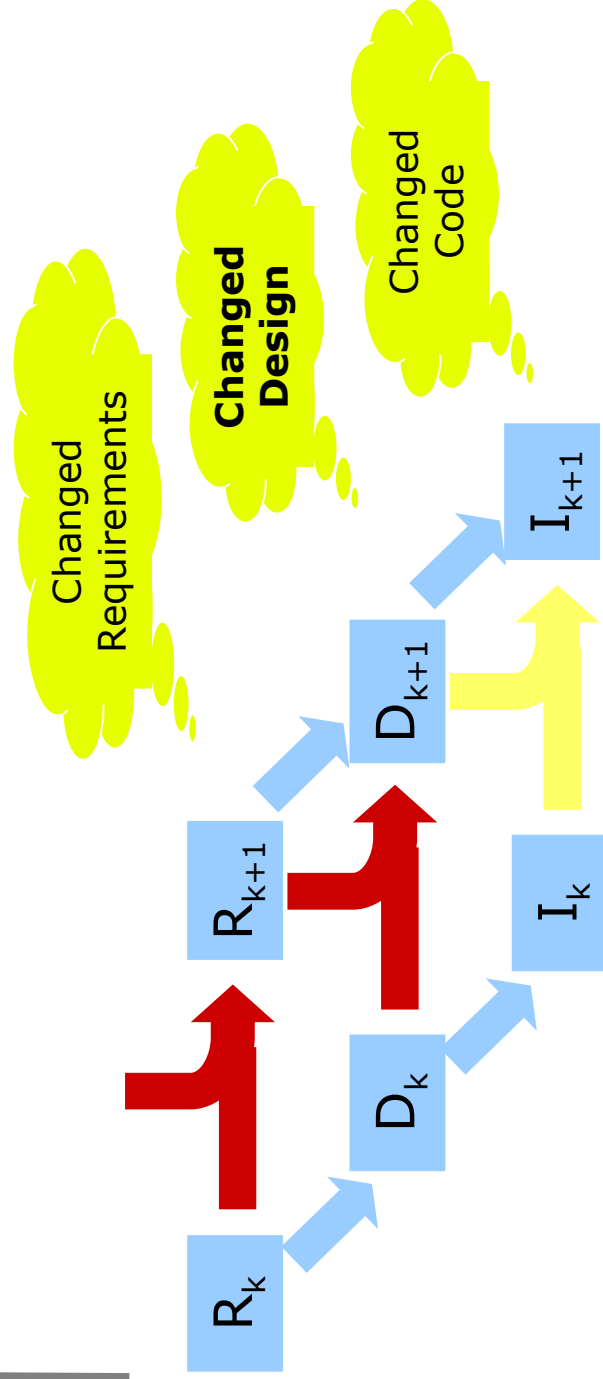 Changed
Requirements
Changed
Design
Changed
Code
Rₖ
Rₖ₊₁
Dₖ
Dₖ₊₁
Iₖ
Iₖ₊₁